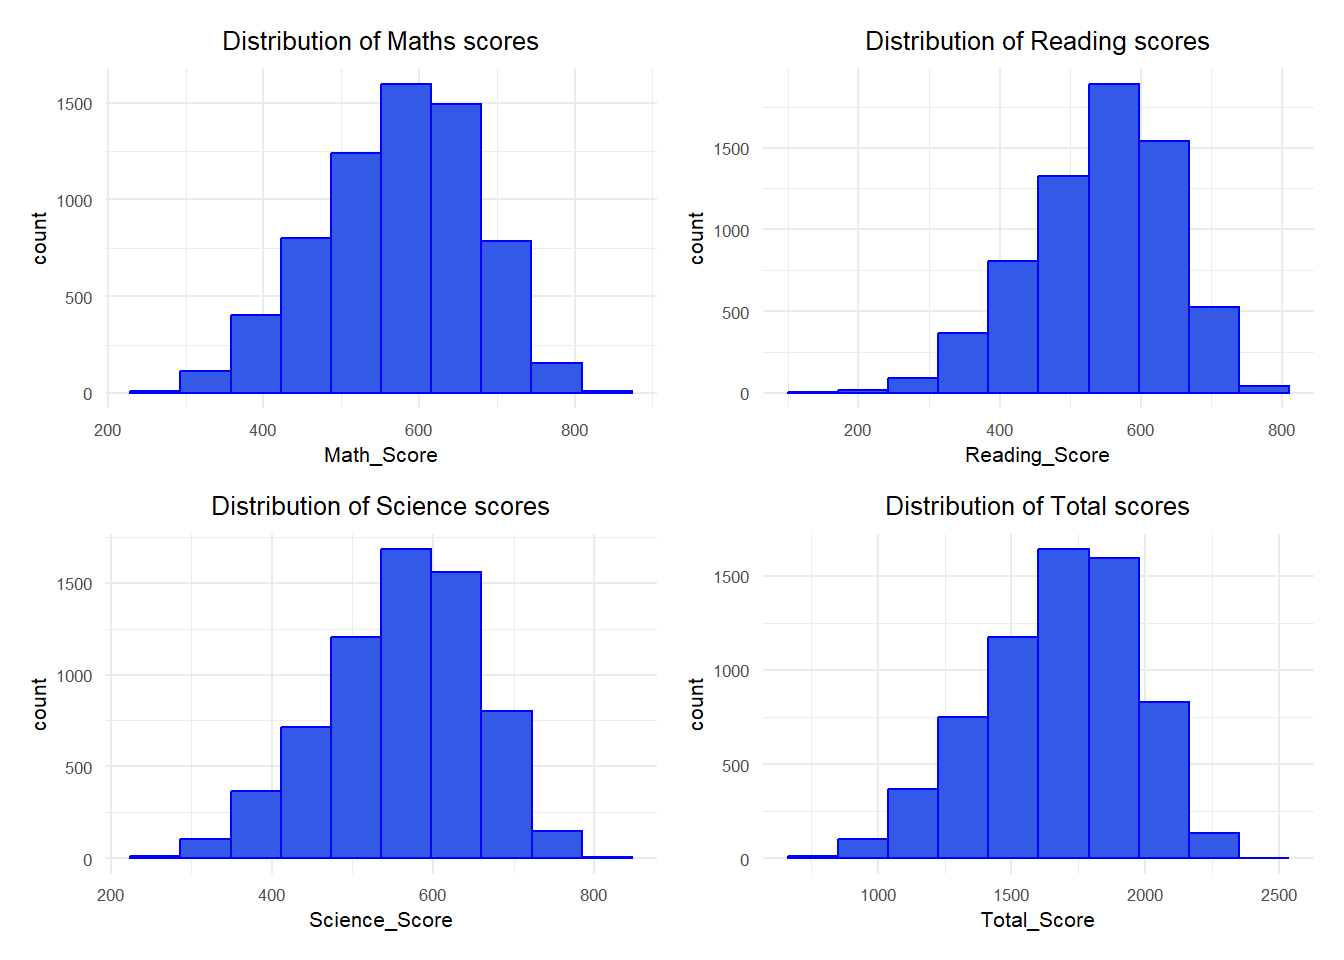 Distribution of Maths scores
1500
1000
500
0
count
200 400 600 800
Math_Score
Distribution of Reading scores
1500
1000
500
0
count
200 400 600 800
Reading_Score
Distribution of Science scores
1500
1000
500
0
count
200 400 600 800
Science_Score
Distribution of Total scores
1500
1000
500
0
count
1000 1500 2000 2500
Total_Score